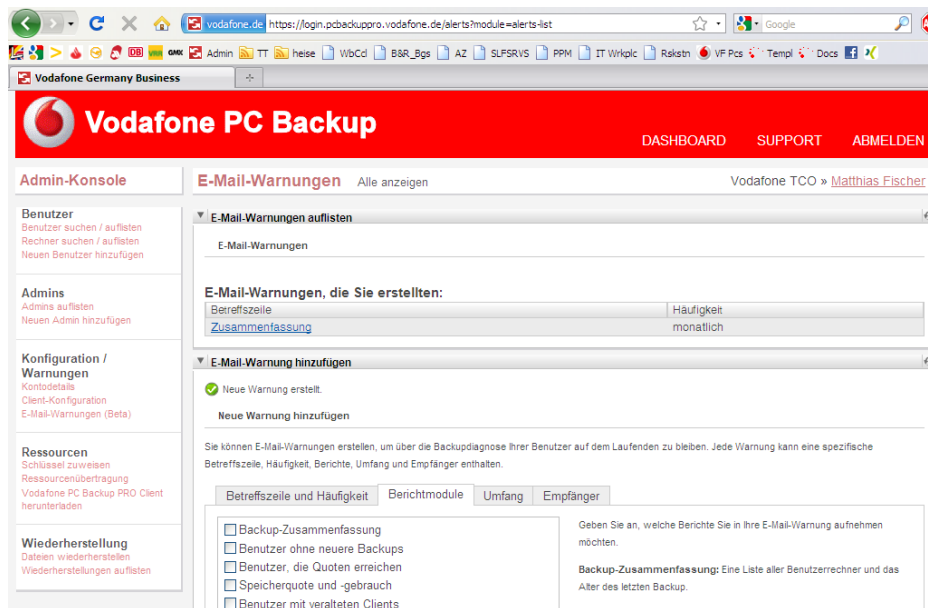 vodafone.de https://login.pcbackuppro.vodafone.de/alerts?module=alerts-list
Google
DB GMX Admin TT heise WbCd B&R_Bgs AZ SLFSRVS PPM IT Wrkplc Rskstn VF Pcs Templ Docs
Vodafone Germany Business
Vodafone PC Backup
DASHBOARD SUPPORT ABMELDEN
Admin-Konsole
E-Mail-Warnungen Alle anzeigen
Vodafone TCO » Matthias Fischer
Benutzer
Benutzer suchen / auflisten
Rechner suchen / auflisten
Neuen Benutzer hinzufügen
Admins
Admins auflisten
Neuen Admin hinzufügen
Konfiguration /
Warnungen
Kontodetails
Client-Konfiguration
E-Mail-Warnungen (Beta)
Ressourcen
Schlüssel zuweisen
Ressourcenübertragung
Vodafone PC Backup PRO Client
herunterladen
Wiederherstellung
Dateien wiederherstellen
Wiederherstellungen auflisten
E-Mail-Warnungen auflisten
E-Mail-Warnungen
E-Mail-Warnungen, die Sie erstellten:
Betreffszeile Häufigkeit
Zusammenfassung monatlich
E-Mail-Warnung hinzufügen
Neue Warnung erstellt.
Neue Warnung hinzufügen
Sie können E-Mail-Warnungen erstellen, um über die Backupdiagnose Ihrer Benutzer auf dem Laufenden zu bleiben. Jede Warnung kann eine spezifische
Betreffszeile, Häufigkeit, Berichte, Umfang und Empfänger enthalten.
Betreffszeile und Häufigkeit Berichtmodule Umfang Empfänger
Backup-Zusammenfassung
Benutzer ohne neuere Backups
Benutzer, die Quoten erreichen
Speicherquote und -gebrauch
Benutzer mit veralteten Clients
Geben Sie an, welche Berichte Sie in Ihre E-Mail-Warnung aufnehmen
möchten.
Backup-Zusammenfassung: Eine Liste aller Benutzerrechner und das
Alter des letzten Backup.